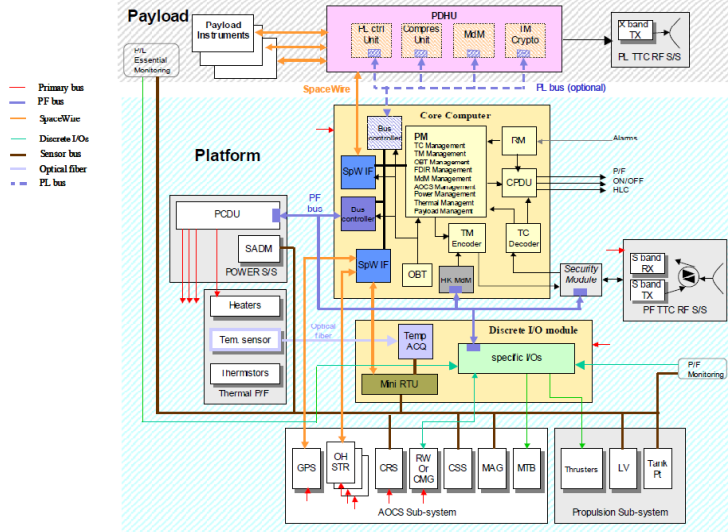 Payload
Payload
Instruments
PDHU
PL ctrl
Unit
Compres
Unit
MdM
TM
Crypto
X band
TX
PL TTC RF S/S
P/L
Essential
Monitoring
SpaceWire
PL bus (optional)
Primary bus
PF bus
SpaceWire
Discrete I/Os
Sensor bus
Optical fiber
PL bus
Platform
Core Computer
Bus
controller
PM
TC Management
TM Management
OBT Management
FDIR Management
MdM Management
AOCS Management
Power Management
Thermal Managemt
Payload Managemt
RM
Alarms
SpW IF
CPDU
P/F
ON/OFF
HLC
PCDU
PF
bus
Bus
controller
SADM
POWER S/S
SpW IF
TM
Encoder
TC
Decoder
OBT
HK MdM
Security
Module
S band
RX
S band
TX
PF TTC RF S/S
Heaters
Tem. sensor
Thermistors
Thermal P/F
Optical
fiber
Temp
ACQ
Discrete I/O module
specific I/Os
Mini RTU
P/F
Monitoring
GPS
OH
STR
CRS
RW
Or
CMG
CSS
MAG
MTB
AOCS Sub-system
Thrusters
LV
Tank
Pt
Propulsion Sub-system